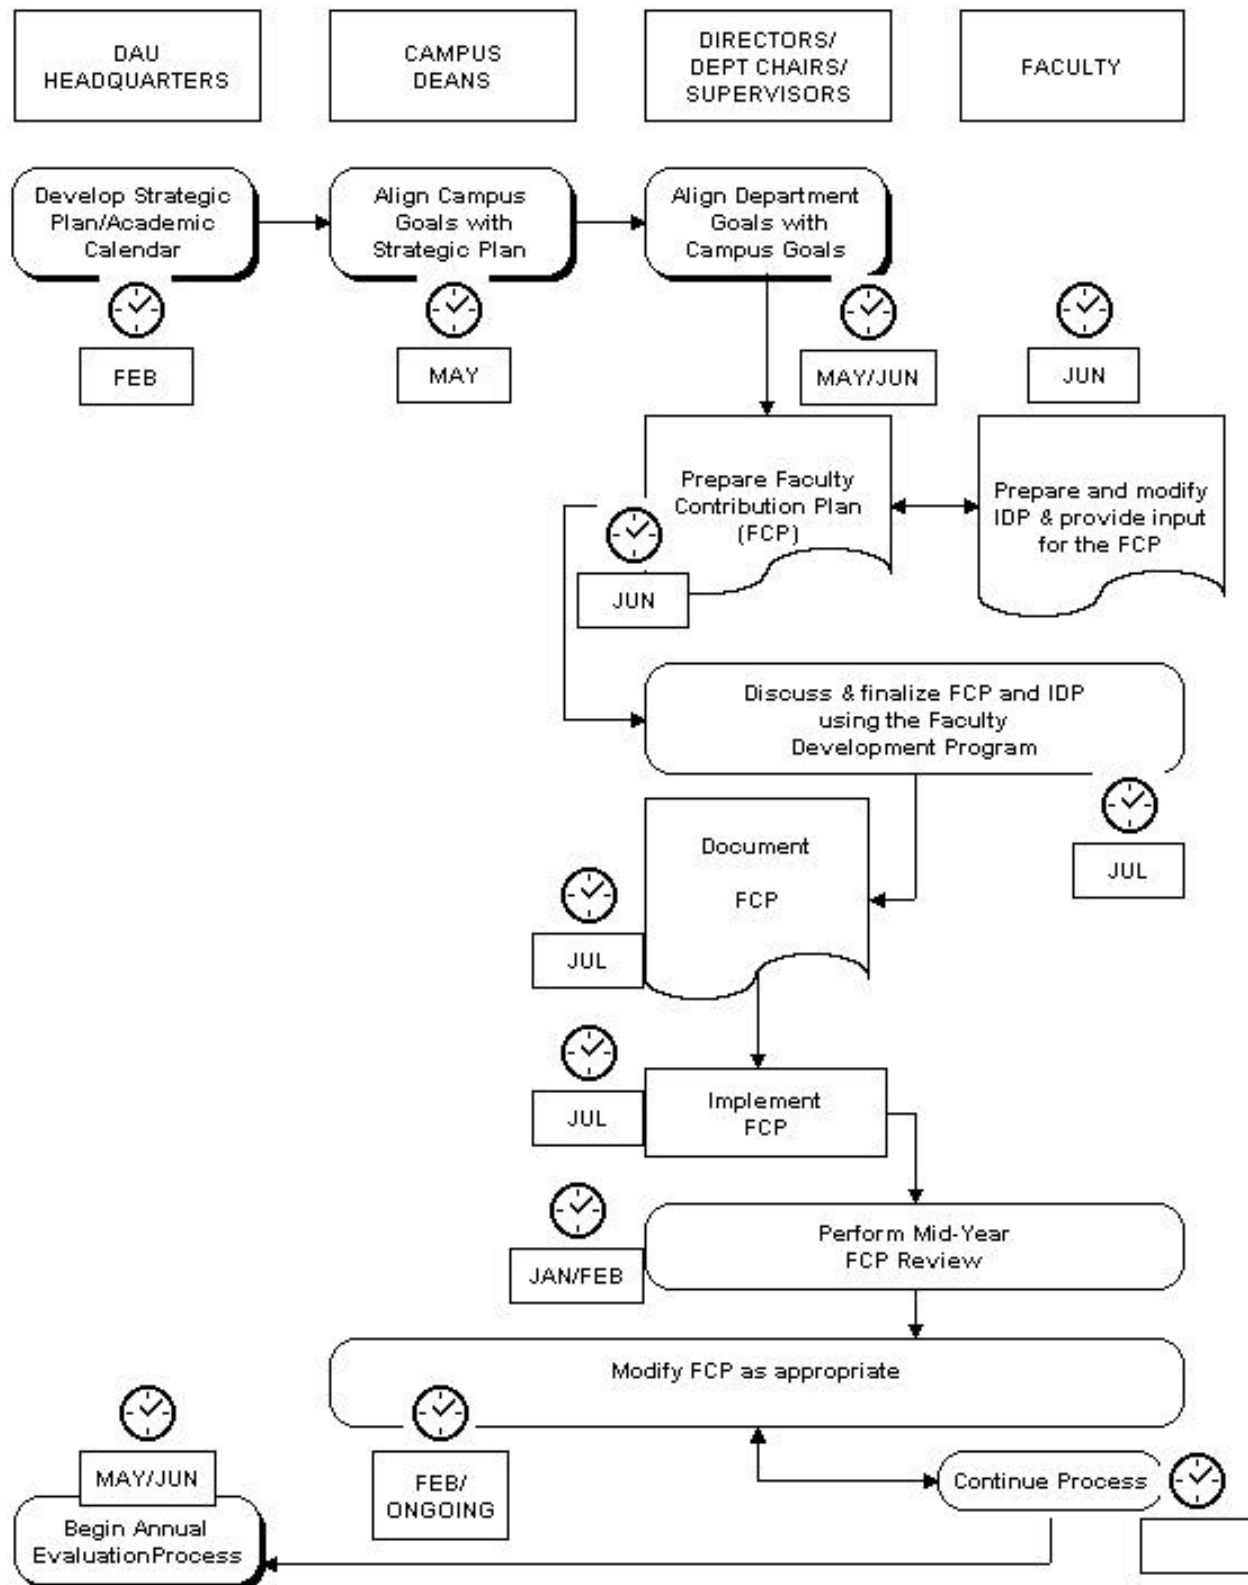 DAU
HEADQUARTERS
CAMPUS
DEANS
DIRECTORS/
DEPT CHAIRS/
SUPERVISORS
FACULTY
Develop Strategic
Plan/Academic
Calendar
Align Campus
Goals with
Strategic Plan
Align Department
Goals with
Campus Goals
FEB
MAY
MAY/JUN
JUN
Prepare Faculty
Contribution Plan
(FCP)
Prepare and modify
IDP & provide input
for the FCP
JUN
Discuss & finalize FCP and IDP
using the Faculty
Development Program
JUL
Document
FCP
JUL
Implement
FCP
JUL
Perform Mid-Year
FCP Review
JAN/FEB
Modify FCP as appropriate
MAY/JUN
FEB/
ONGOING
Continue Process
Begin Annual
EvaluationProcess